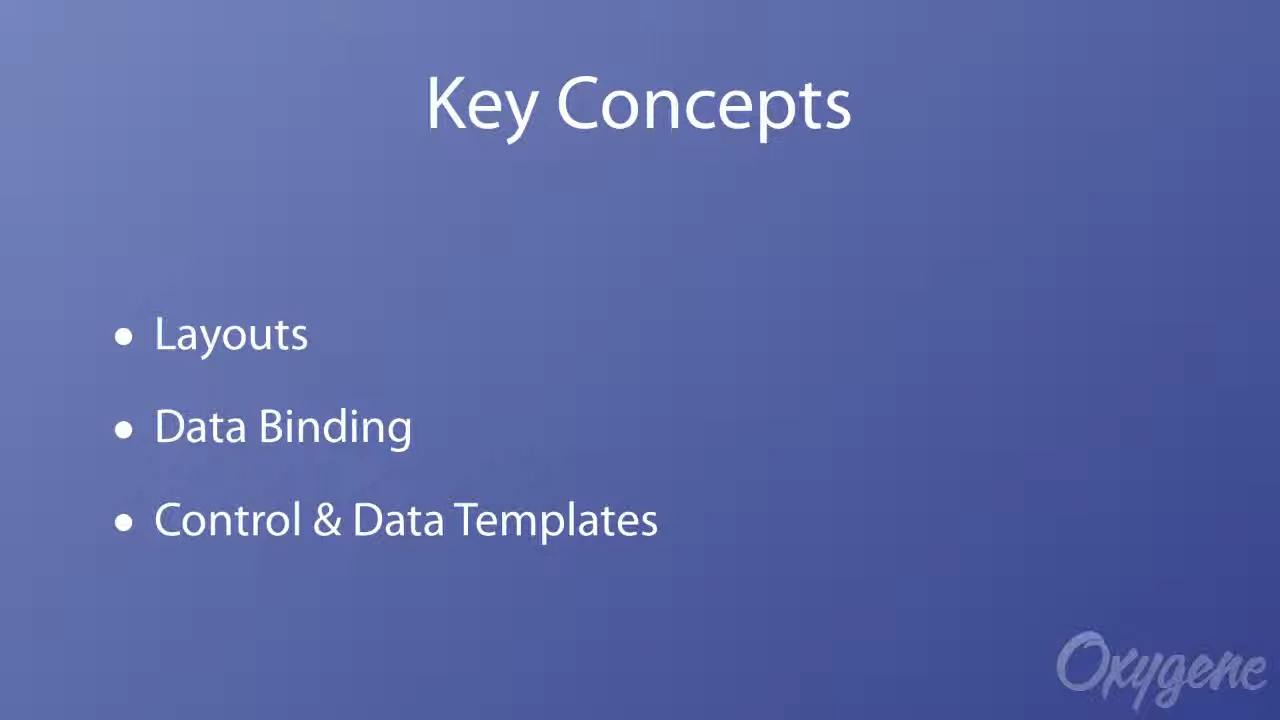 Key Concepts
• Layouts
• Data Binding
• Control & Data Templates
Oxygene